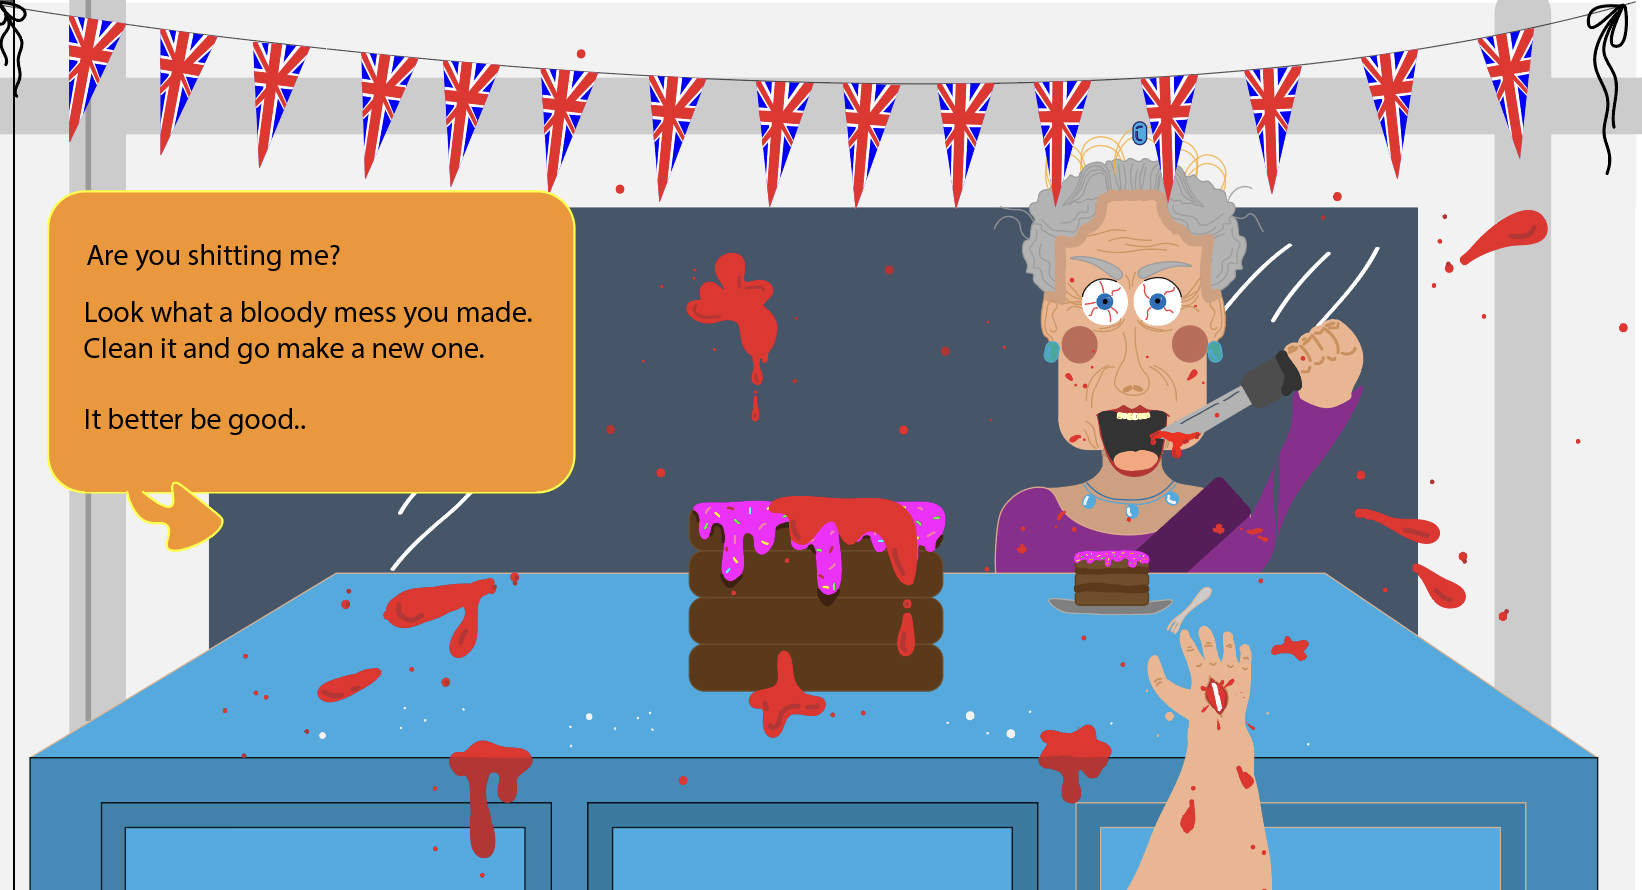 Are you shitting me?
Look what a bloody mess you made.
Clean it and go make a new one.
It better be good..